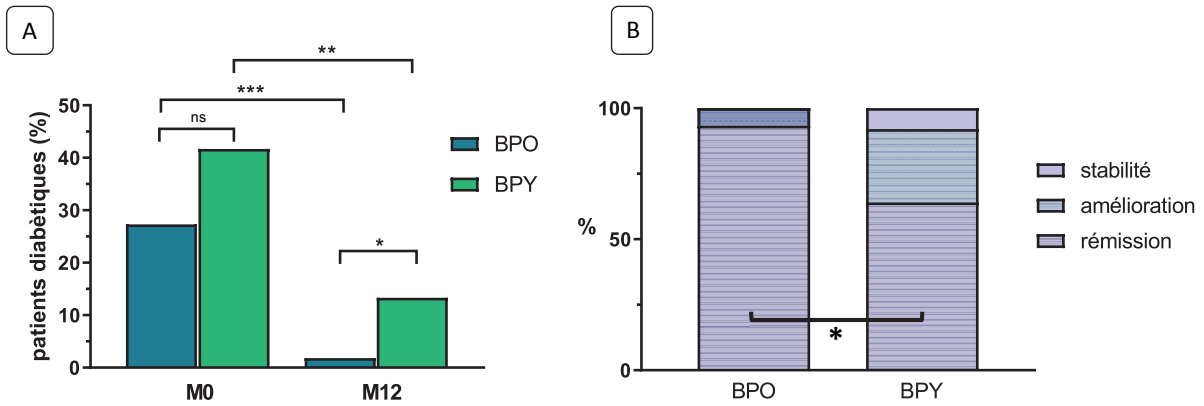 A
B
**
***
ns
*
patients diabètiques (%)
50
40
30
20
10
0
M0
M12
BPO
BPY
%
100
50
0
*
BPO
BPY
stabilité
amélioration
rémission